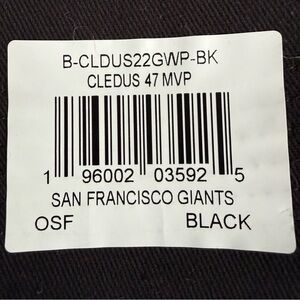 B-CLDUS22GWP-BK
CLEDUS 47 MVP
1 96002 03592 5
SAN FRANCISCO GIANTS
OSF BLACK